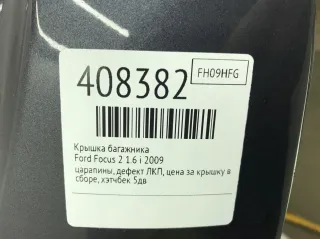 408382
FH09HFG
Крышка багажника
Ford Focus 2 1.6 i 2009
царапины, дефект ЛКП, цена за крышку в
сборе, хэтчбек 5дв